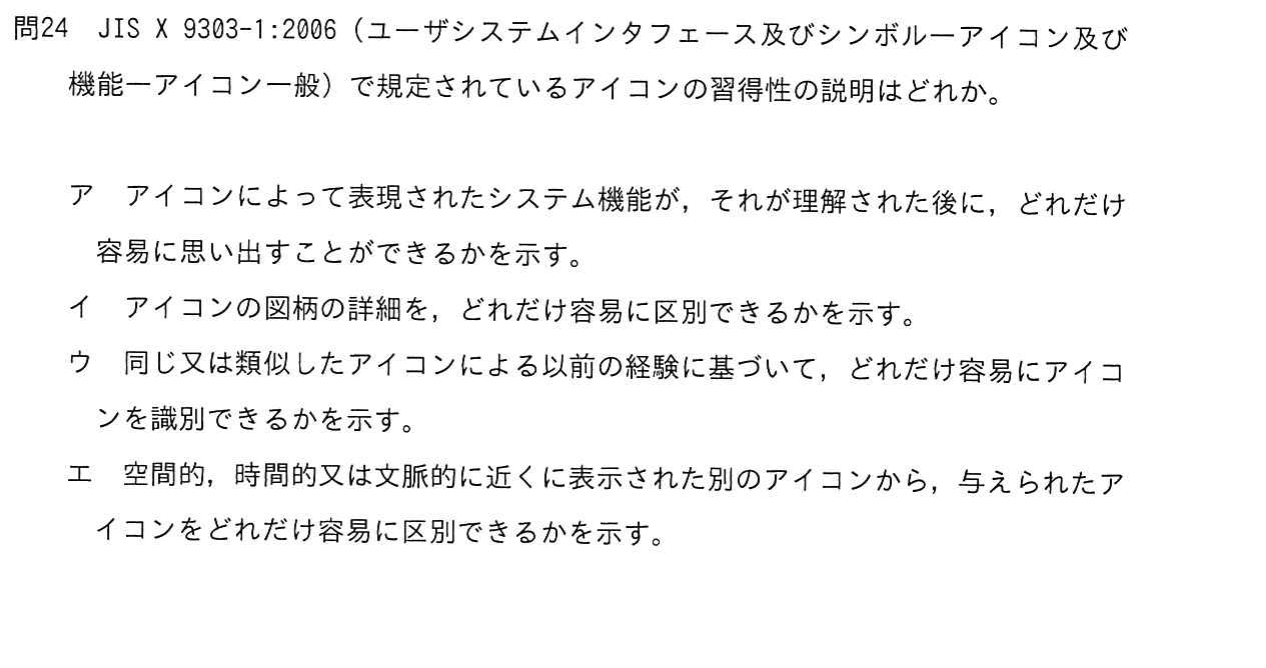 問24　JIS X 9303-1:2006（ユーザシステムインタフェース及びシンボル－アイコン及び
機能－アイコン一般）で規定されているアイコンの習得性の説明はどれか。
ア　アイコンによって表現されたシステム機能が，それが理解された後に，どれだけ
容易に思い出すことができるかを示す。
イ　アイコンの図柄の詳細を，どれだけ容易に区別できるかを示す。
ウ　同じ又は類似したアイコンによる以前の経験に基づいて，どれだけ容易にアイコ
ンを識別できるかを示す。
エ　空間的，時間的又は文脈的に近くに表示された別のアイコンから，与えられたア
イコンをどれだけ容易に区別できるかを示す。